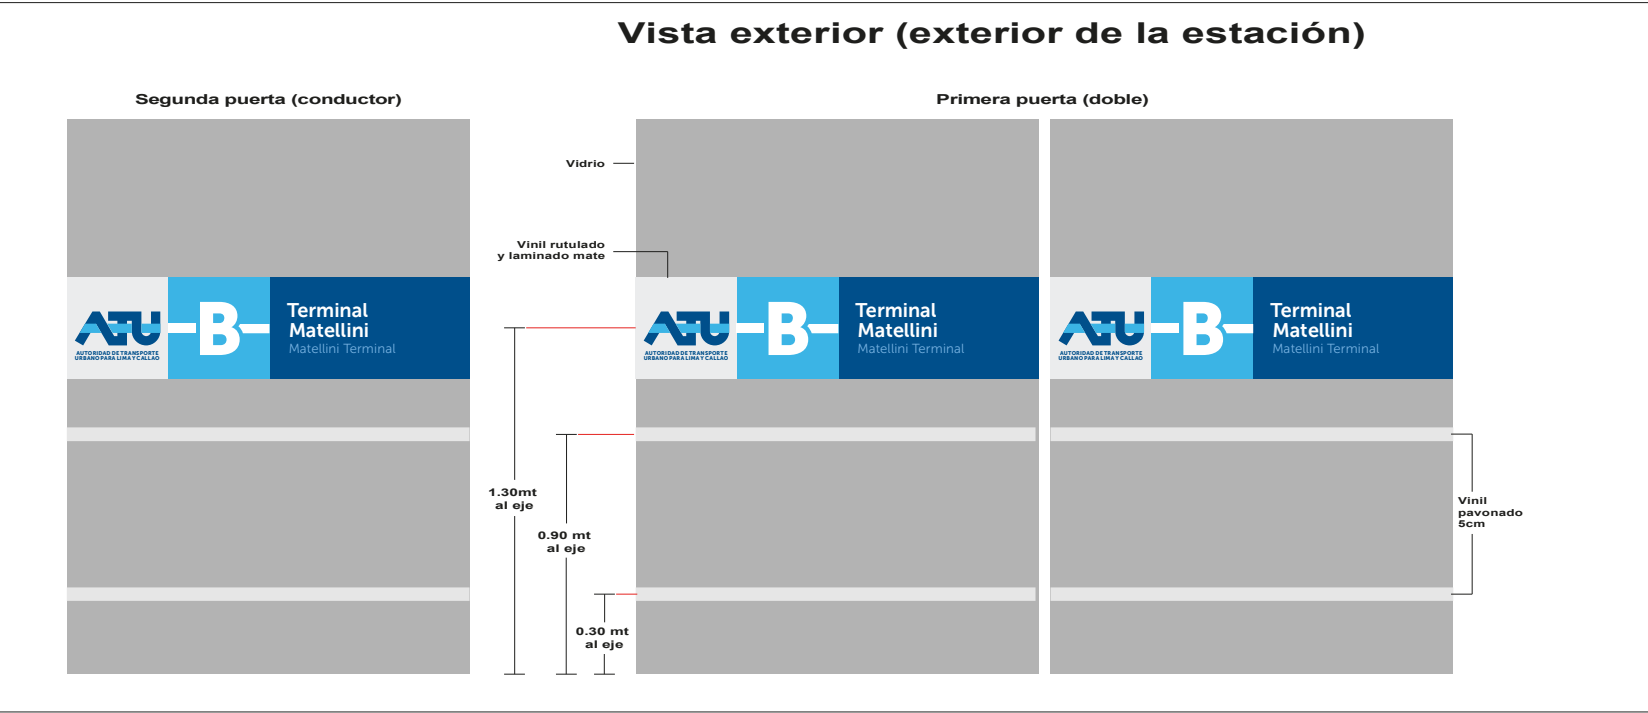 Vista exterior (exterior de la estación)
Segunda puerta (conductor)
Primera puerta (doble)
Vidrio
Vinil rutulado
y laminado mate
ATU
AUTORIDAD DE TRANSPORTE
URBANO PARA LIMA Y CALLAO
B
Terminal
Matellini
Matellini Terminal
ATU
AUTORIDAD DE TRANSPORTE
URBANO PARA LIMA Y CALLAO
B
Terminal
Matellini
Matellini Terminal
ATU
AUTORIDAD DE TRANSPORTE
URBANO PARA LIMA Y CALLAO
B
Terminal
Matellini
Matellini Terminal
1.30mt
al eje
0.90 mt
al eje
0.30 mt
al eje
Vinil
pavonado
5cm